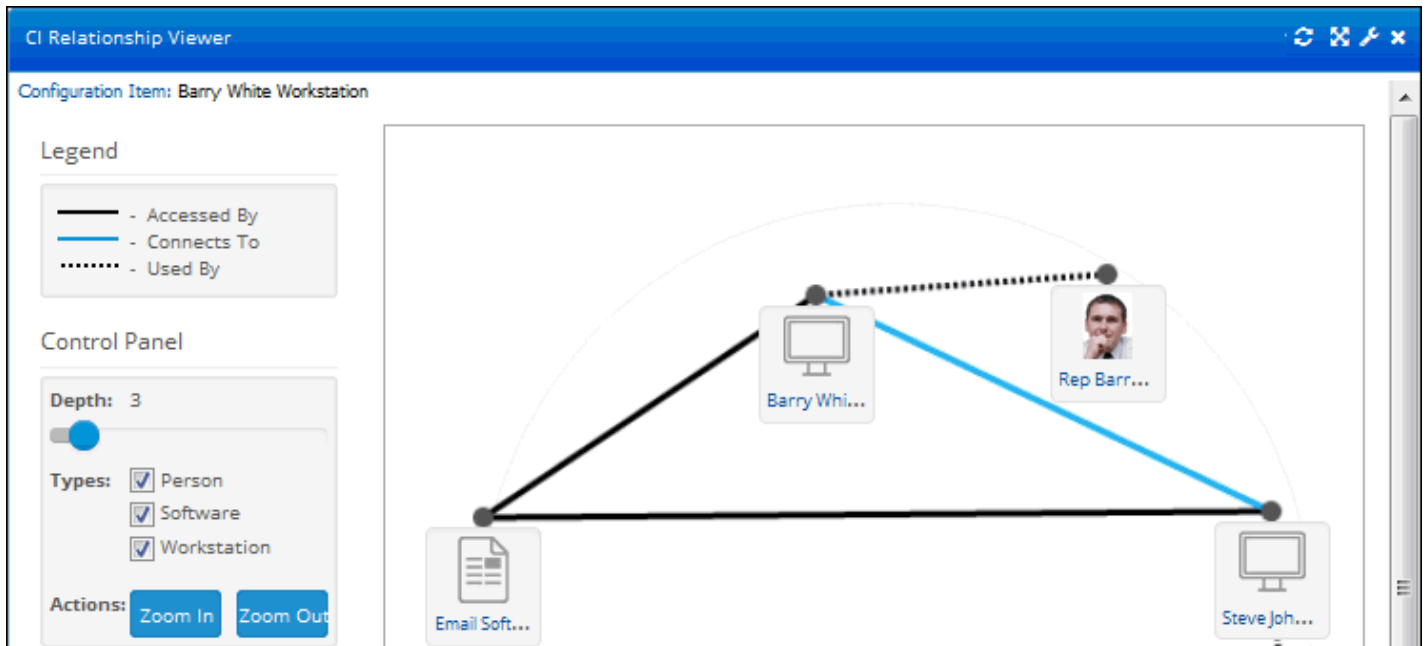 CI Relationship Viewer
Configuration Item: Barry White Workstation
Legend
- Accessed By
- Connects To
- Used By
Control Panel
Depth: 3
Types: Person
Software
Workstation
Actions: Zoom In Zoom Out
Rep Barr...
Barry Whi...
Email Soft...
Steve Joh...